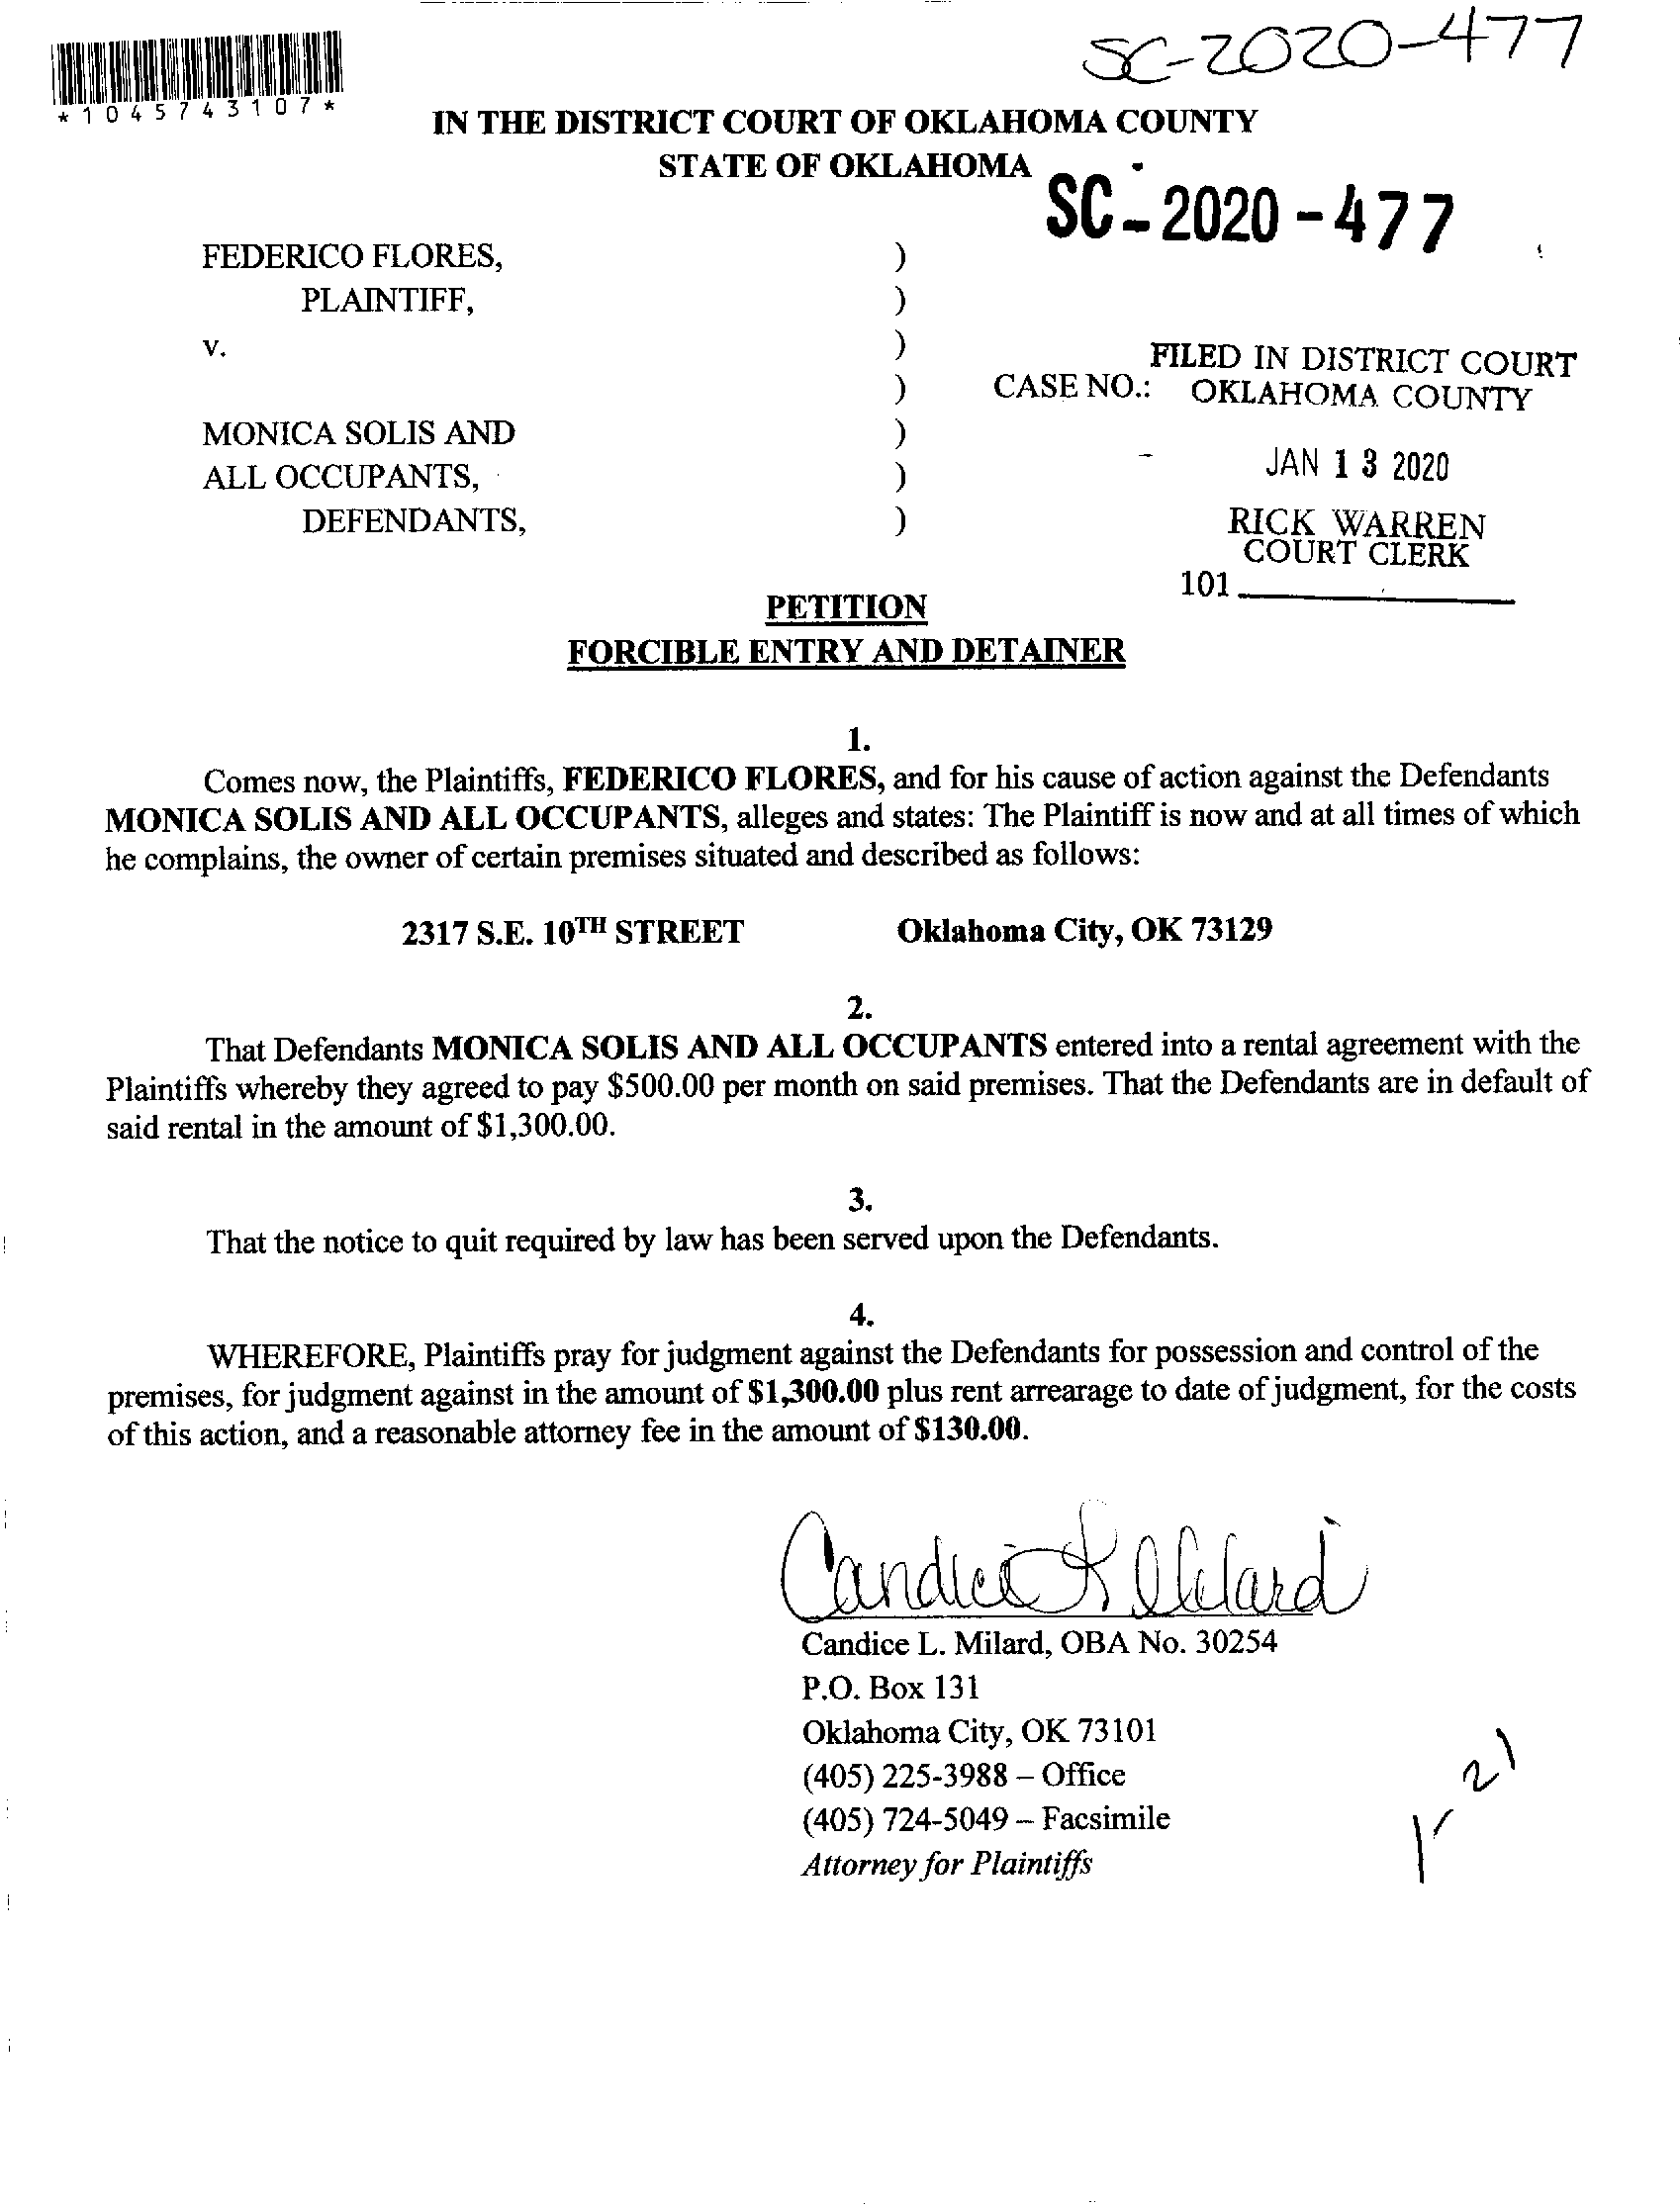 SC-2020-477
*1045743107*
IN THE DISTRICT COURT OF OKLAHOMA COUNTY
STATE OF OKLAHOMA
SC-2020-477
FEDERICO FLORES, )
PLAINTIFF, )
v. )
FILED IN DISTRICT COURT
) CASE NO.: OKLAHOMA COUNTY
MONICA SOLIS AND )
ALL OCCUPANTS, )
JAN 13 2020
DEFENDANTS, )
RICK WARREN
COURT CLERK
101
PETITION
FORCIBLE ENTRY AND DETAINER
1.
Comes now, the Plaintiffs, FEDERICO FLORES, and for his cause of action against the Defendants
MONICA SOLIS AND ALL OCCUPANTS, alleges and states: The Plaintiff is now and at all times of which
he complains, the owner of certain premises situated and described as follows:
2317 S.E. 10TH STREET Oklahoma City, OK 73129
2.
That Defendants MONICA SOLIS AND ALL OCCUPANTS entered into a rental agreement with the
Plaintiffs whereby they agreed to pay $500.00 per month on said premises. That the Defendants are in default of
said rental in the amount of $1,300.00.
3.
That the notice to quit required by law has been served upon the Defendants.
4.
WHEREFORE, Plaintiffs pray for judgment against the Defendants for possession and control of the
premises, for judgment against in the amount of $1,300.00 plus rent arrearage to date of judgment, for the costs
of this action, and a reasonable attorney fee in the amount of $130.00.
Candice L. Milard, OBA No. 30254
P.O. Box 131
Oklahoma City, OK 73101
(405) 225-3988 – Office
(405) 724-5049 – Facsimile
Attorney for Plaintiffs